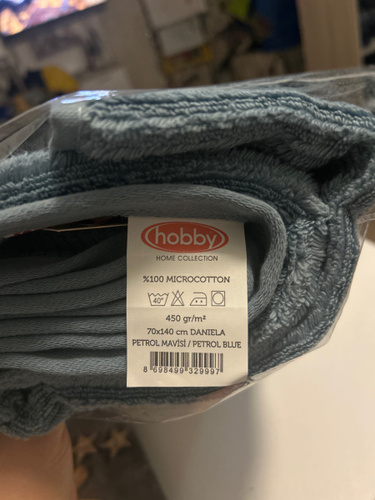 hobby
HOME COLLECTION
%100 MICROCOTTON
40°
450 gr/m²
70x140 cm DANIELA
PETROL MAVİSİ / PETROL BLUE
8 698499 329997